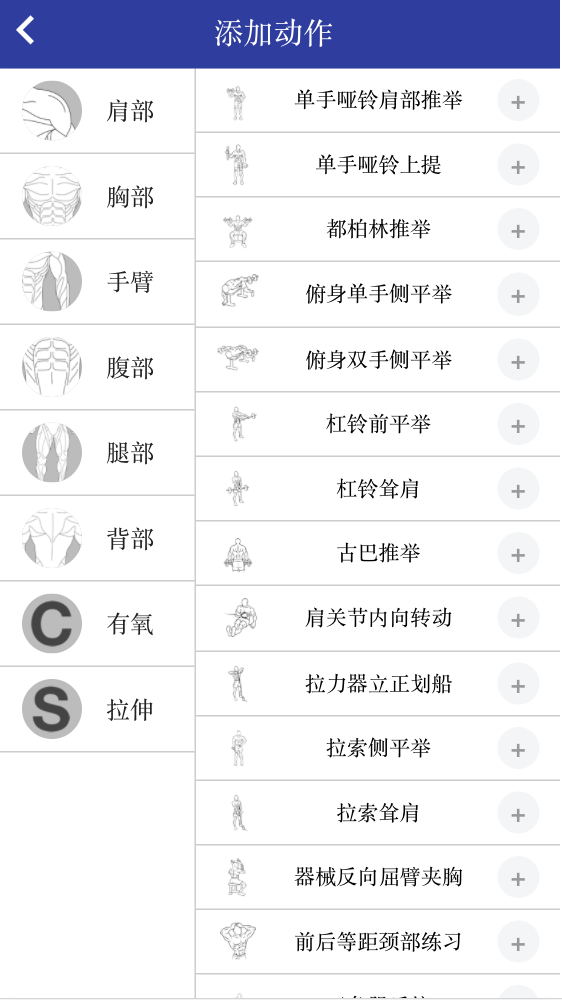 添加动作
肩部
胸部
手臂
腹部
腿部
背部
C 有氧
S 拉伸
单手哑铃肩部推举 +
单手哑铃上提 +
都柏林推举 +
俯身单手侧平举 +
俯身双手侧平举 +
杠铃前平举 +
杠铃耸肩 +
古巴推举 +
肩关节内向转动 +
拉力器立正划船 +
拉索侧平举 +
拉索耸肩 +
器械反向屈臂夹胸 +
前后等距颈部练习 +